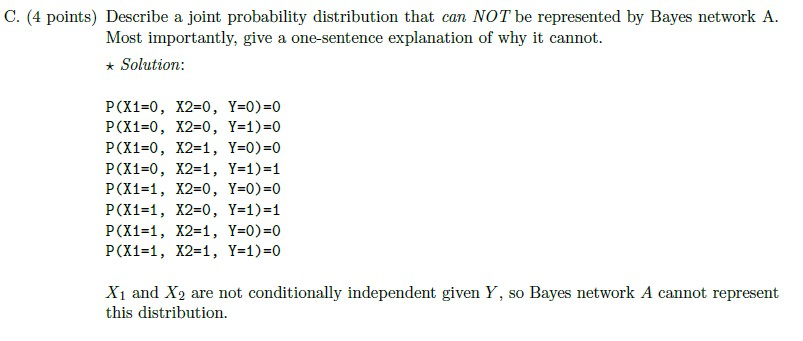 C. (4 points) Describe a joint probability distribution that can NOT be represented by Bayes network A.
Most importantly, give a one-sentence explanation of why it cannot.
⋆ Solution:
P(X1=0, X2=0, Y=0)=0
P(X1=0, X2=0, Y=1)=0
P(X1=0, X2=1, Y=0)=0
P(X1=0, X2=1, Y=1)=1
P(X1=1, X2=0, Y=0)=0
P(X1=1, X2=0, Y=1)=1
P(X1=1, X2=1, Y=0)=0
P(X1=1, X2=1, Y=1)=0
X₁ and X₂ are not conditionally independent given Y, so Bayes network A cannot represent
this distribution.